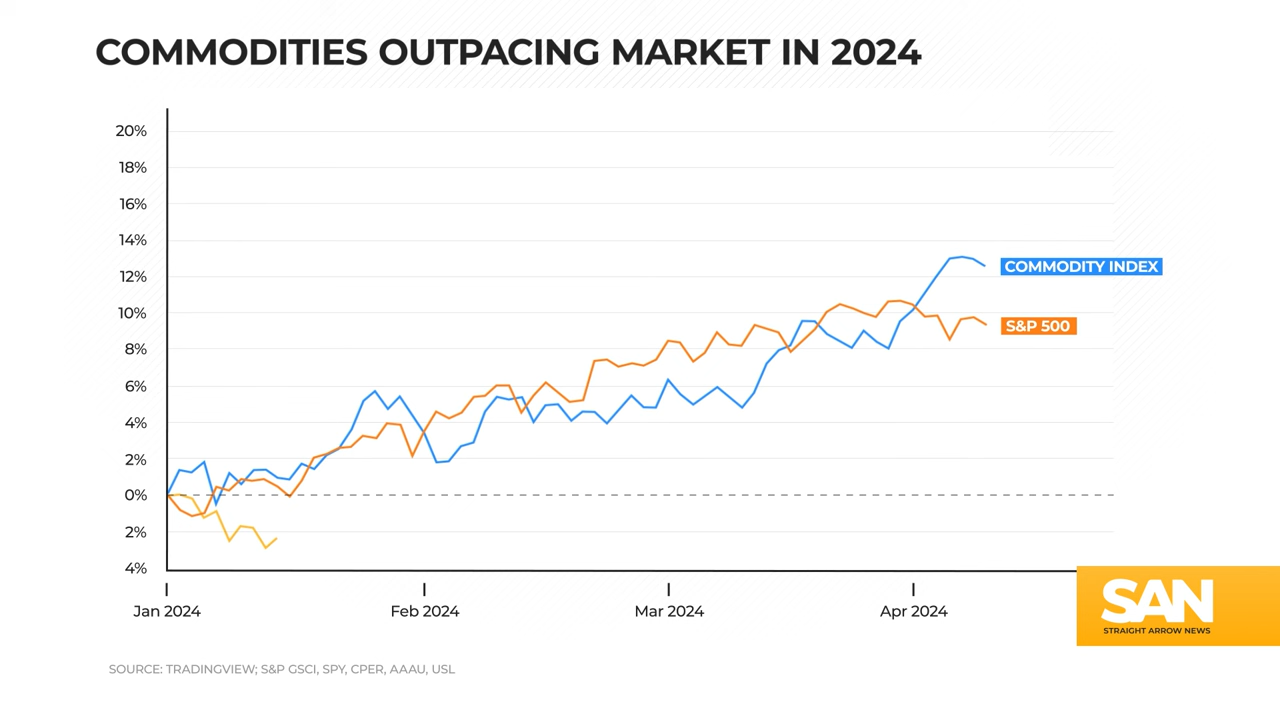 COMMODITIES OUTPACING MARKET IN 2024
20%
18%
16%
14%
12%
10%
8%
6%
4%
2%
0%
2%
4%
COMMODITY INDEX
S&P 500
Jan 2024
Feb 2024
Mar 2024
Apr 2024
SAN
STRAIGHT ARROW NEWS
SOURCE: TRADINGVIEW; S&P GSCI, SPY, CPER, AAAU, USL